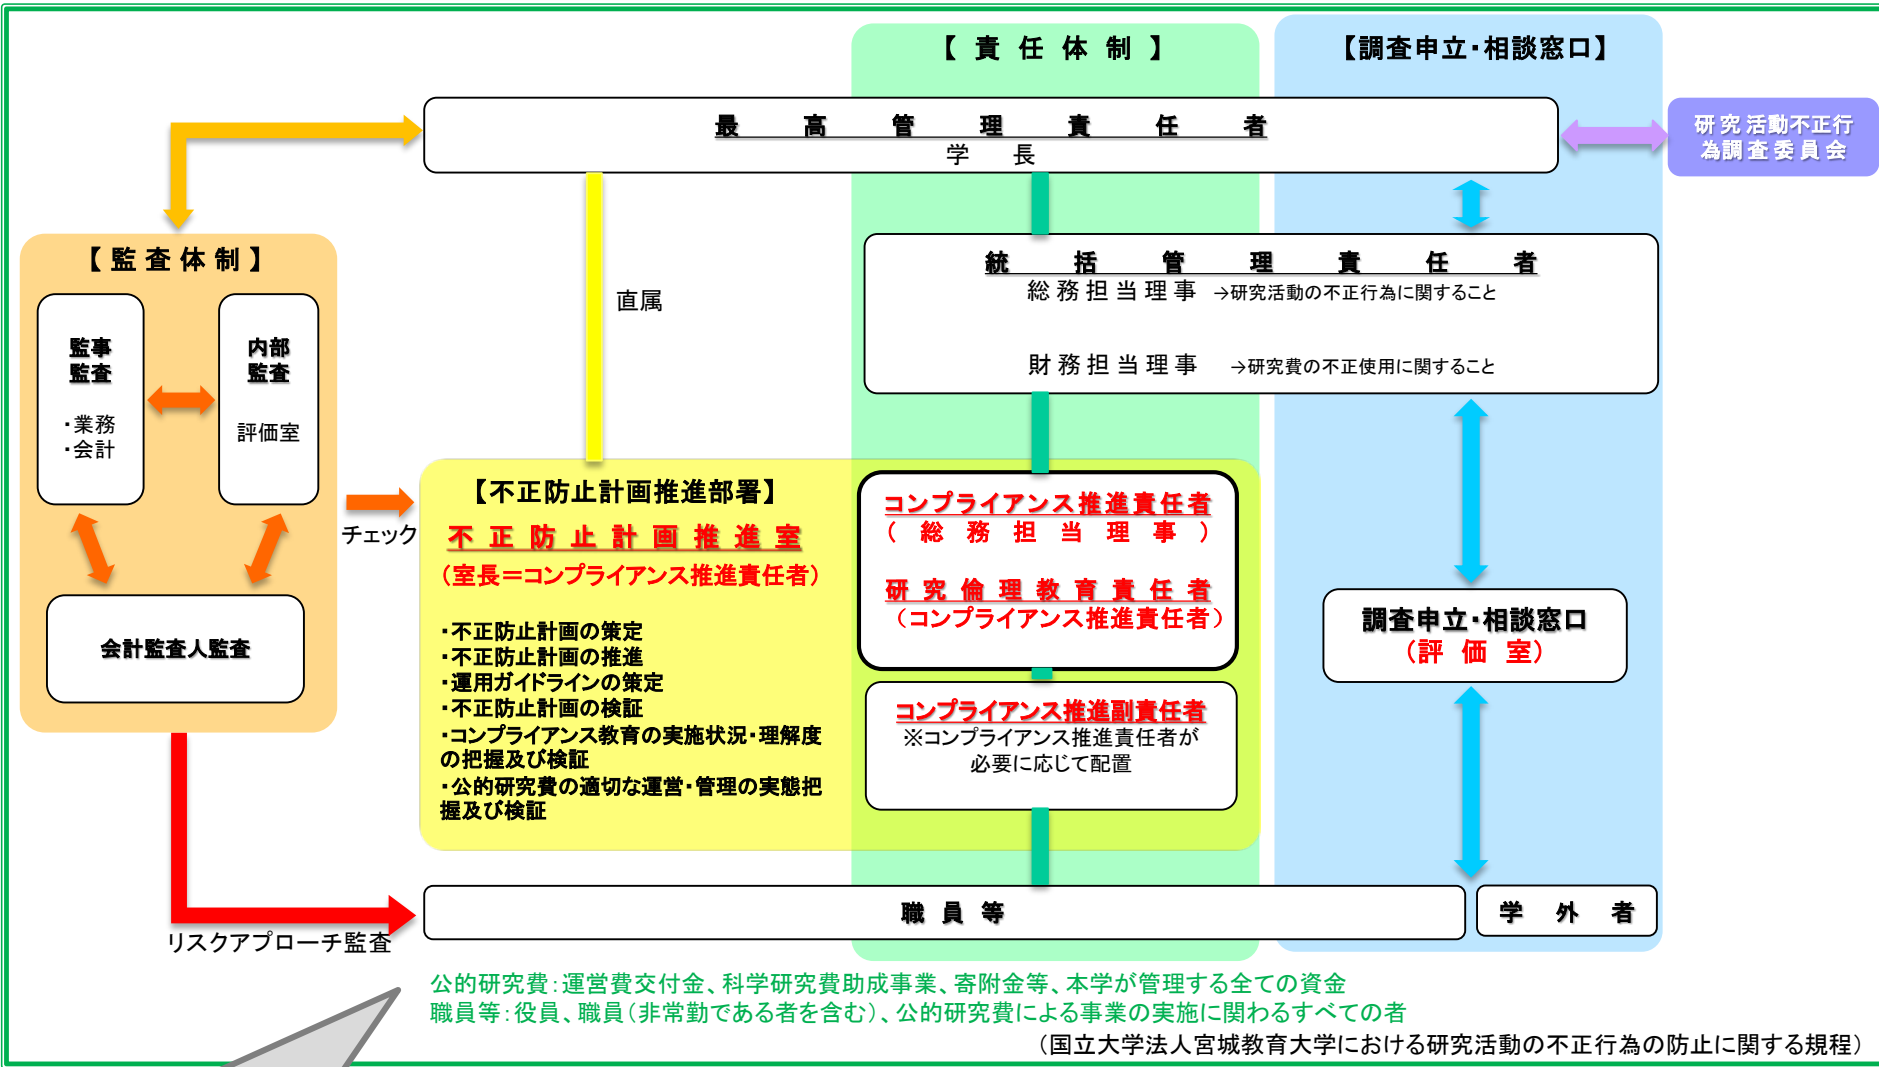 【 責 任 体 制 】
【調査申立・相談窓口】
最 高 管 理 責 任 者
学 長
研究活動不正行
為調査委員会
【 監 査 体 制 】
監事
監査
・業務
・会計
内部
監査
評価室
会計監査人監査
直属
統 括 管 理 責 任 者
総務担当理事 →研究活動の不正行為に関すること
財務担当理事 →研究費の不正使用に関すること
チェック
【不正防止計画推進部署】
不正防止計画推進室
（室長＝コンプライアンス推進責任者）
・不正防止計画の策定
・不正防止計画の推進
・運用ガイドラインの策定
・不正防止計画の検証
・コンプライアンス教育の実施状況・理解度
の把握及び検証
・公的研究費の適切な運営・管理の実態把
握及び検証
コンプライアンス推進責任者
（ 総 務 担 当 理 事 ）
研究倫理教育責任者
（コンプライアンス推進責任者）
コンプライアンス推進副責任者
※コンプライアンス推進責任者が
必要に応じて配置
調査申立・相談窓口
（評 価 室）
職 員 等
学 外 者
リスクアプローチ監査
公的研究費：運営費交付金、科学研究費助成事業、寄附金等、本学が管理する全ての資金
職員等：役員、職員（非常勤である者を含む）、公的研究費による事業の実施に関わるすべての者
（国立大学法人宮城教育大学における研究活動の不正行為の防止に関する規程）